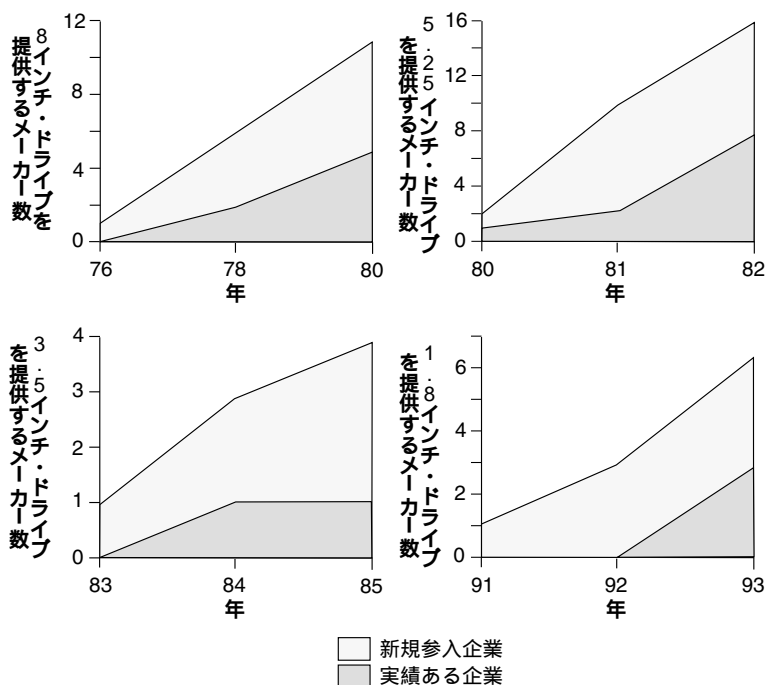 8インチ・ドライブを
提供するメーカー数
12
8
4
0
76
78
80
年
5.25インチ・ドライブ
を提供するメーカー数
16
12
8
4
0
80
81
82
年
3.5インチ・ドライブ
を提供するメーカー数
4
3
2
1
0
83
84
85
年
1.8インチ・ドライブ
を提供するメーカー数
6
4
2
0
91
92
93
年
新規参入企業
実績ある企業